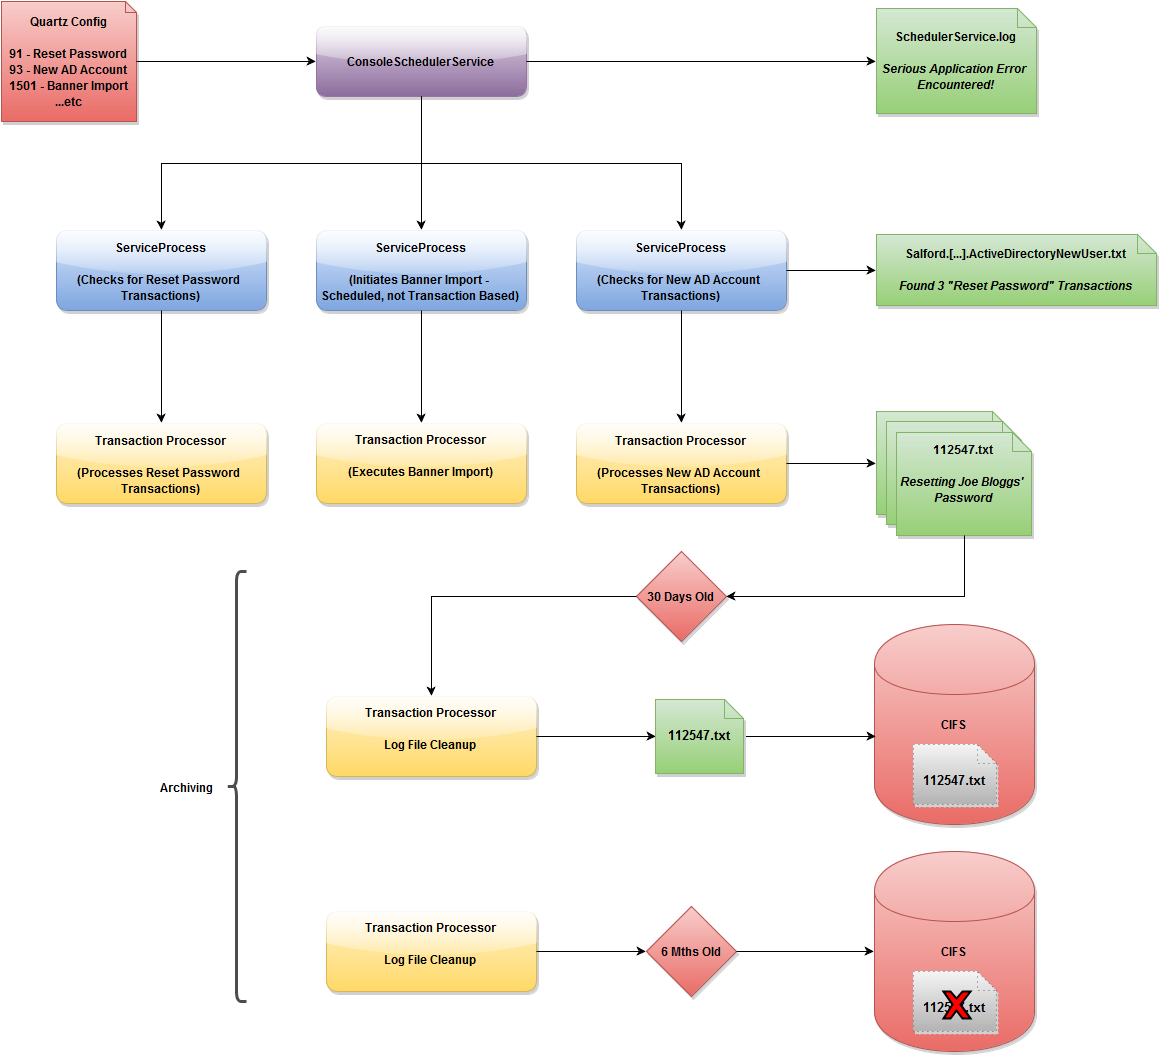 Quartz Config
91 - Reset Password
93 - New AD Account
1501 - Banner Import
...etc
ConsoleSchedulerService
SchedulerService.log
Serious Application Error
Encountered!
ServiceProcess
(Checks for Reset Password
Transactions)
ServiceProcess
(Initiates Banner Import -
Scheduled, not Transaction Based)
ServiceProcess
(Checks for New AD Account
Transactions)
Salford.[...].ActiveDirectoryNewUser.txt
Found 3 "Reset Password" Transactions
Transaction Processor
(Processes Reset Password
Transactions)
Transaction Processor
(Executes Banner Import)
Transaction Processor
(Processes New AD Account
Transactions)
112547.txt
Resetting Joe Bloggs'
Password
30 Days Old
Archiving
Transaction Processor
Log File Cleanup
112547.txt
CIFS
112547.txt
Transaction Processor
Log File Cleanup
6 Mths Old
CIFS